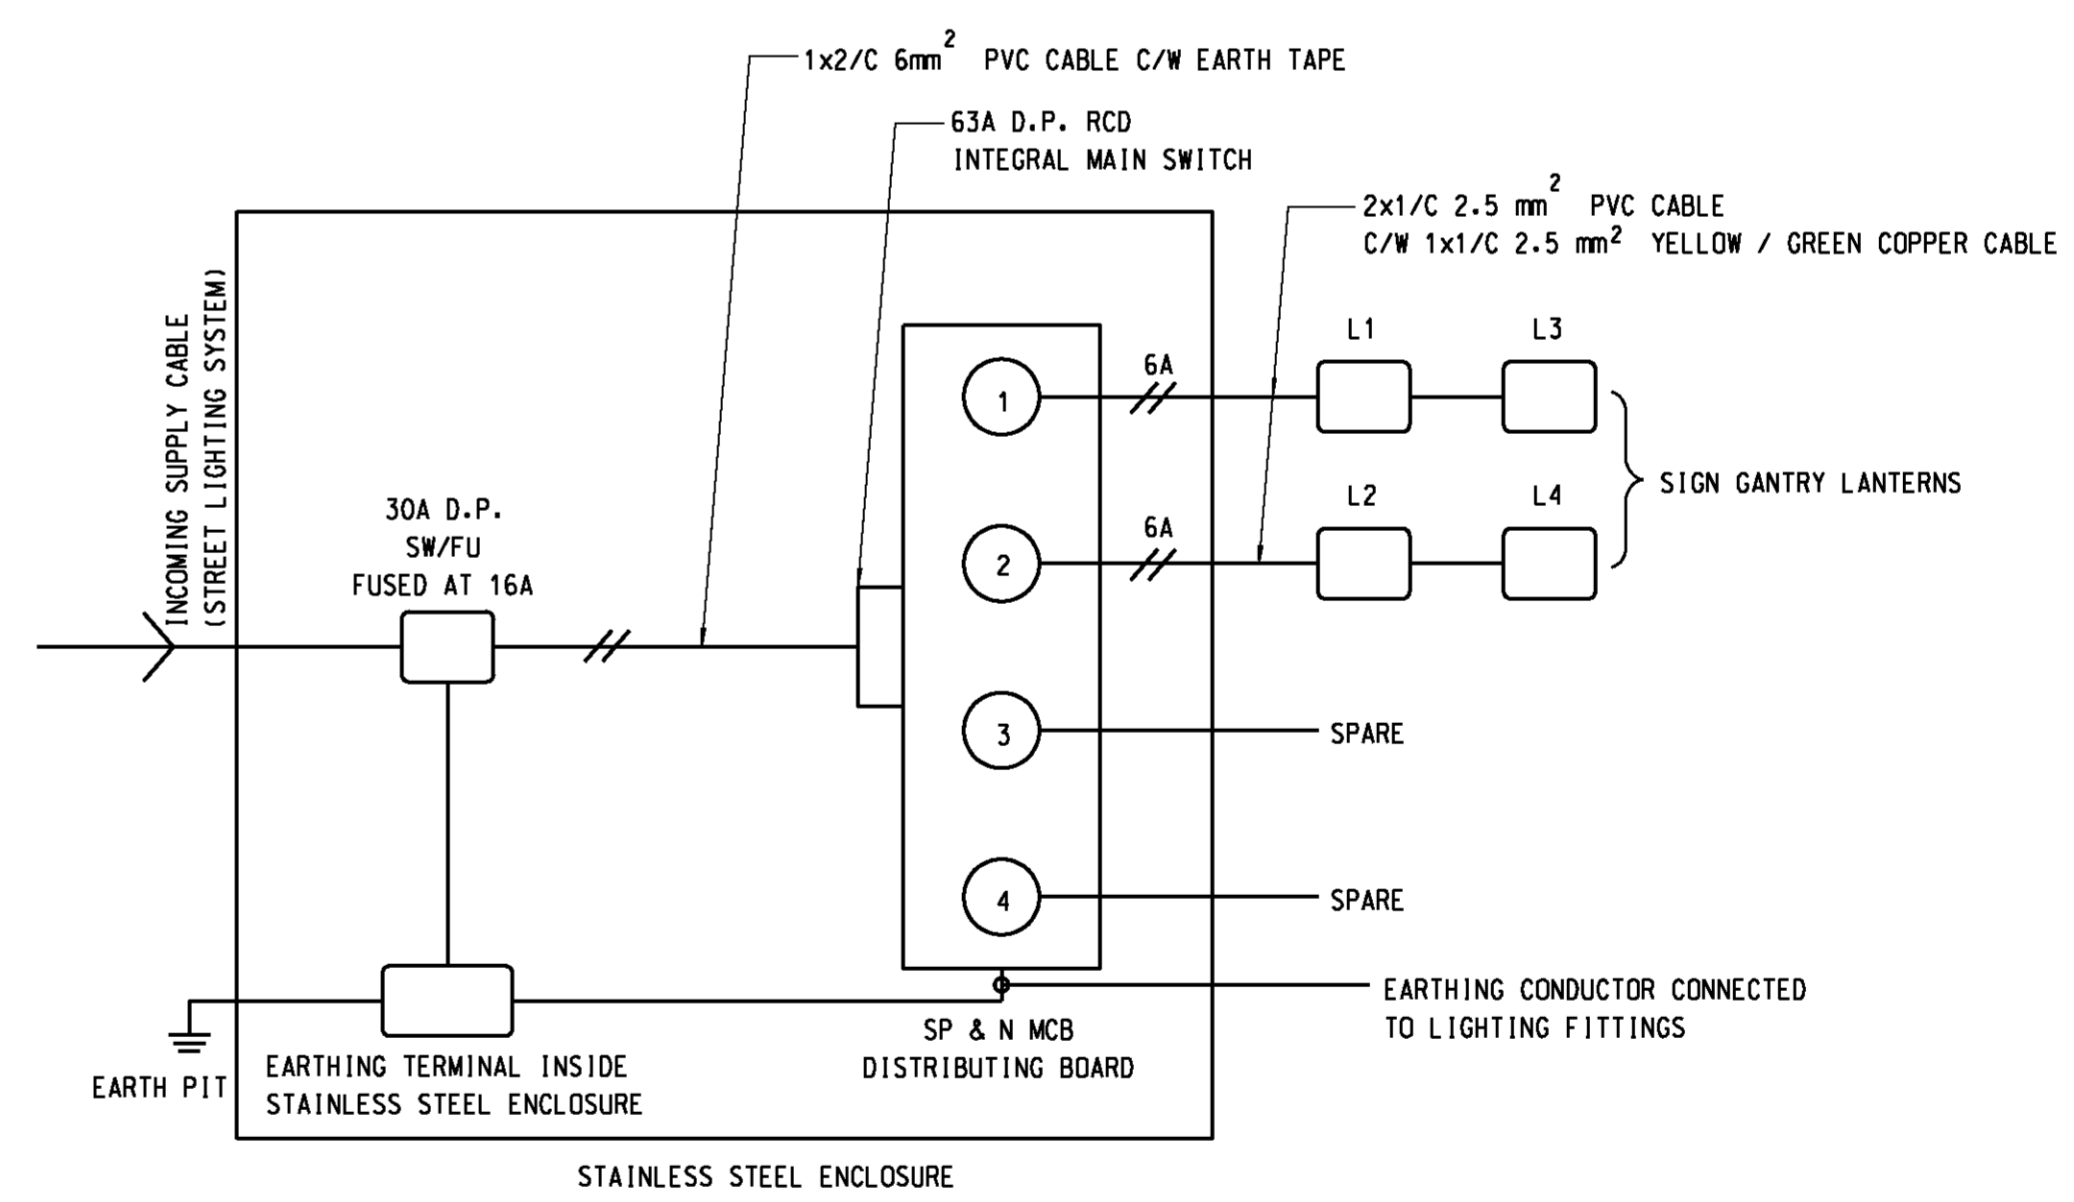 1x2/C 6mm² PVC CABLE C/W EARTH TAPE
63A D.P. RCD
INTEGRAL MAIN SWITCH
2x1/C 2.5 mm² PVC CABLE
C/W 1x1/C 2.5 mm² YELLOW / GREEN COPPER CABLE
INCOMING SUPPLY CABLE
(STREET LIGHTING SYSTEM)
30A D.P.
SW/FU
FUSED AT 16A
1
6A
L1
L3
2
6A
L2
L4
SIGN GANTRY LANTERNS
3
SPARE
4
SPARE
EARTHING CONDUCTOR CONNECTED
TO LIGHTING FITTINGS
SP & N MCB
DISTRIBUTING BOARD
EARTHING TERMINAL INSIDE
STAINLESS STEEL ENCLOSURE
EARTH PIT
STAINLESS STEEL ENCLOSURE